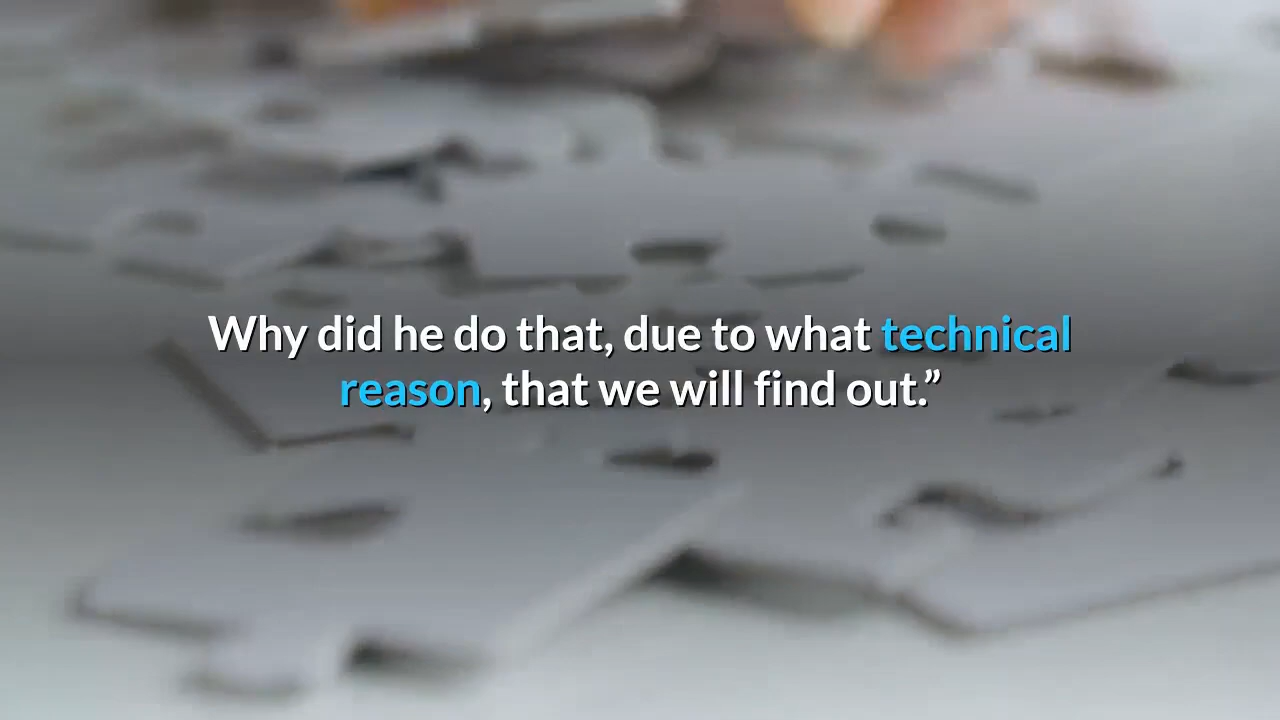 Why did he do that, due to what technical
reason, that we will find out.”